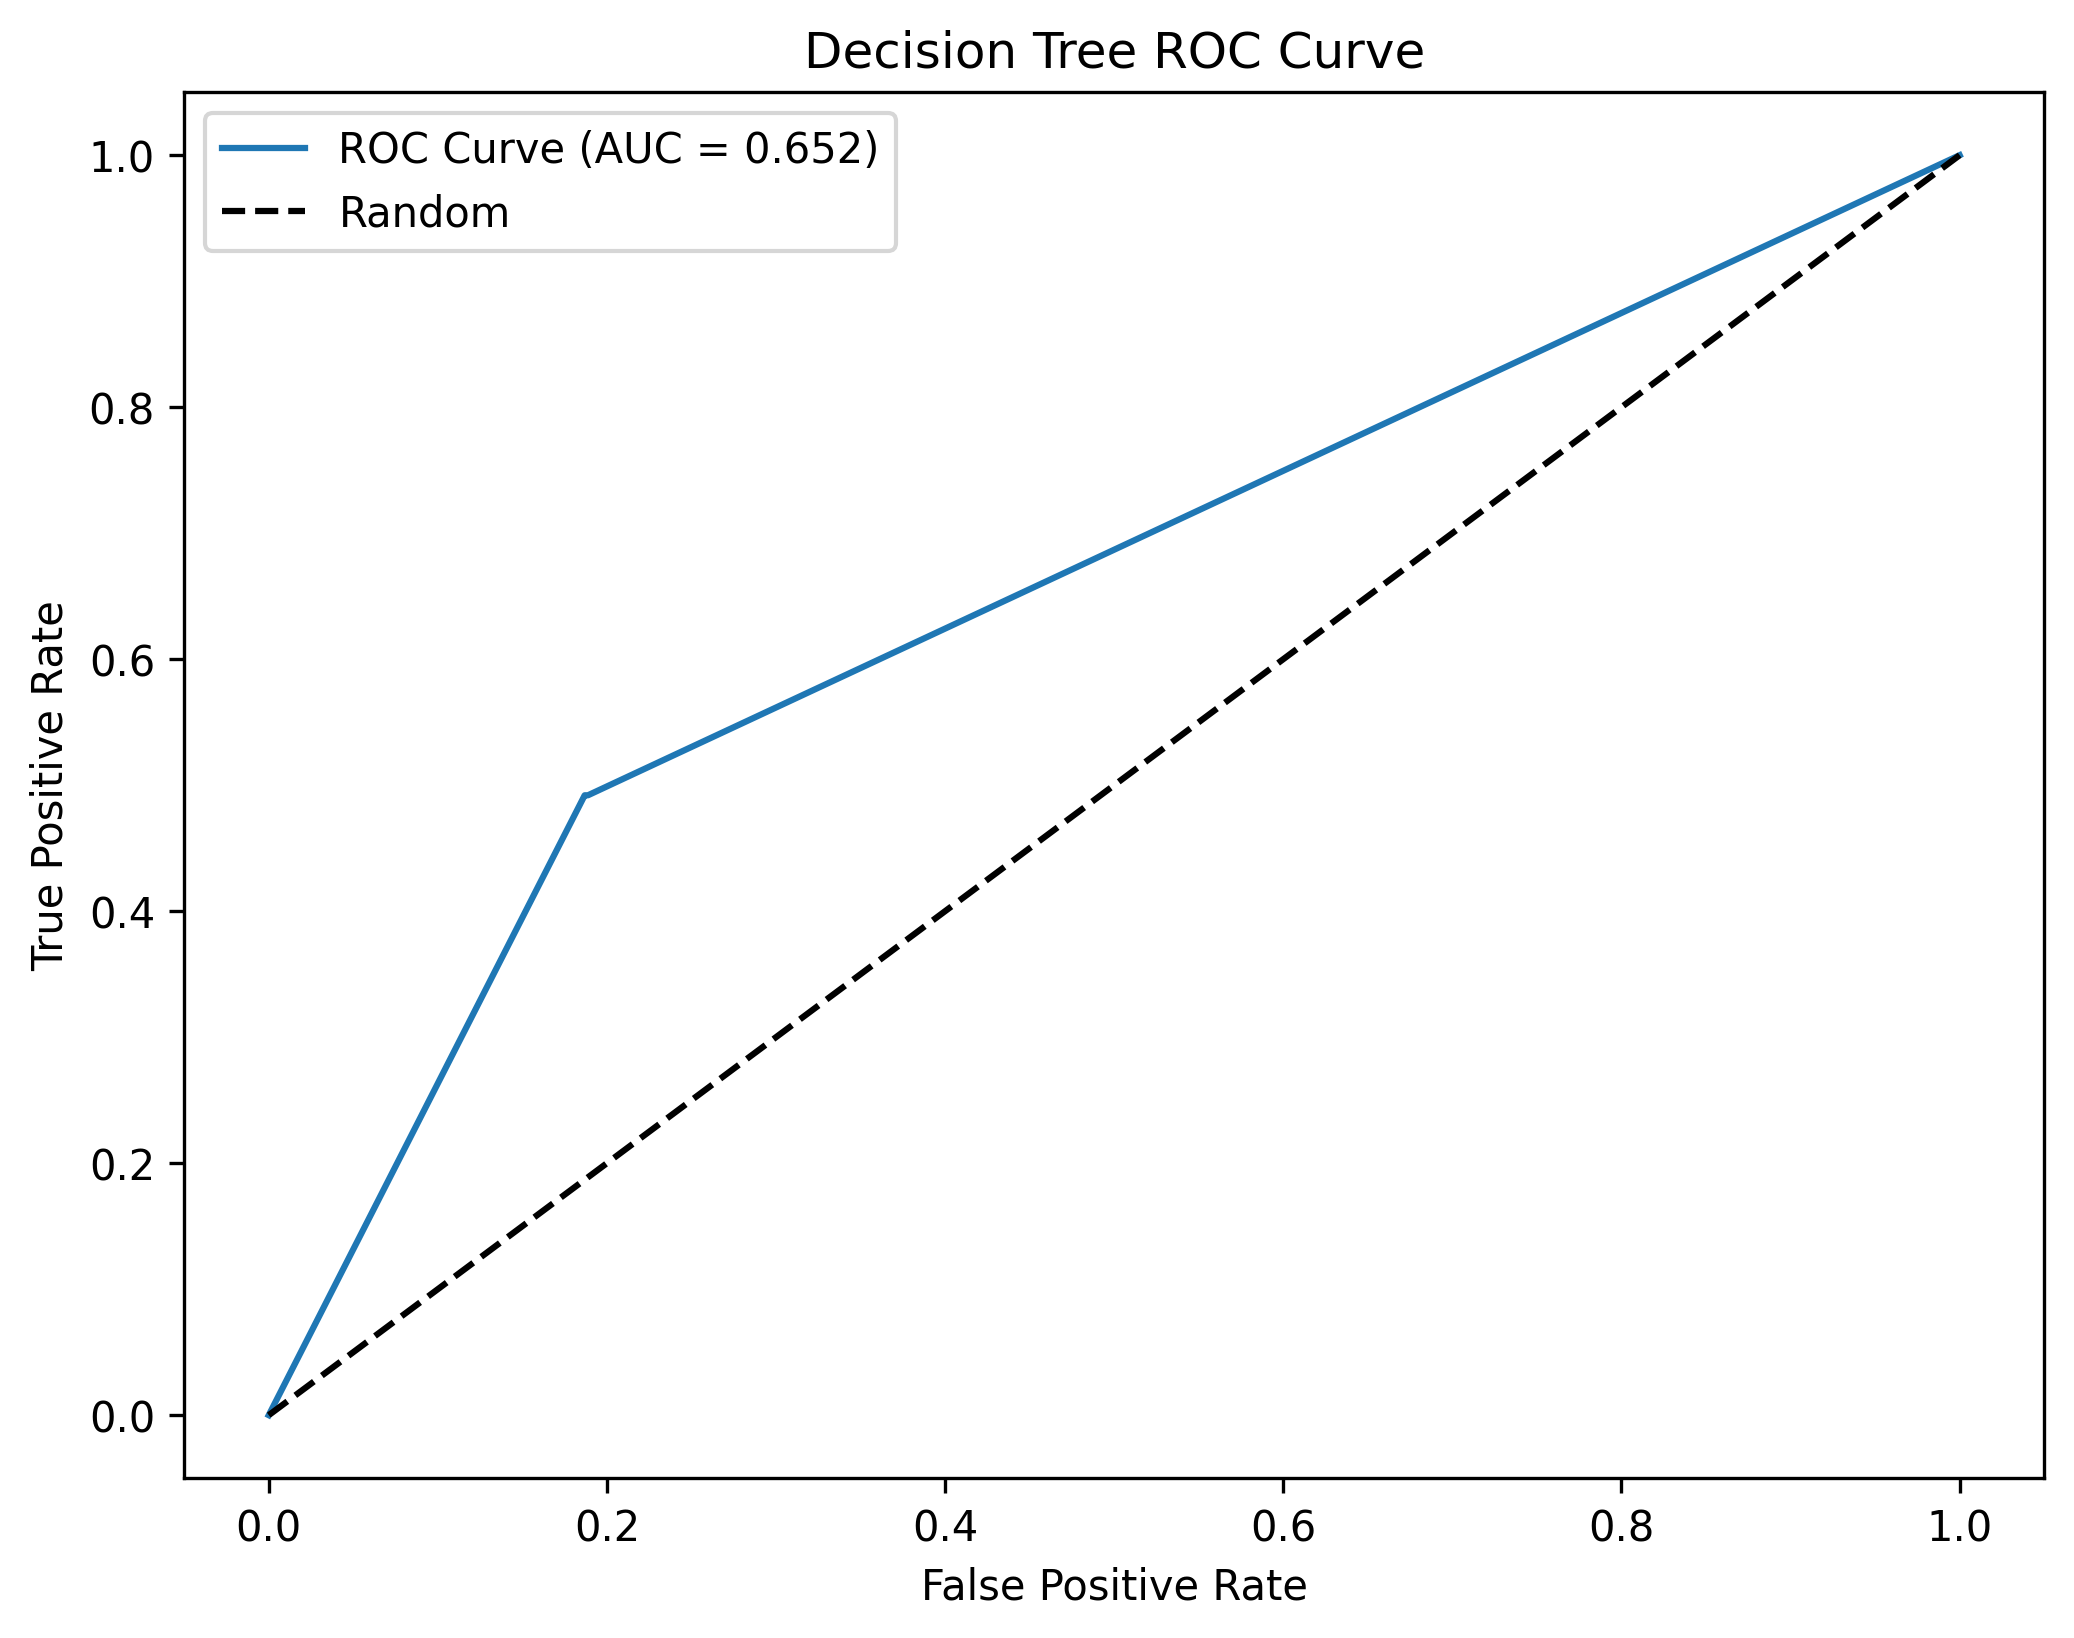 Decision Tree ROC Curve
ROC Curve (AUC = 0.652)
Random
True Positive Rate
1.0
0.8
0.6
0.4
0.2
0.0
0.0 0.2 0.4 0.6 0.8 1.0
False Positive Rate